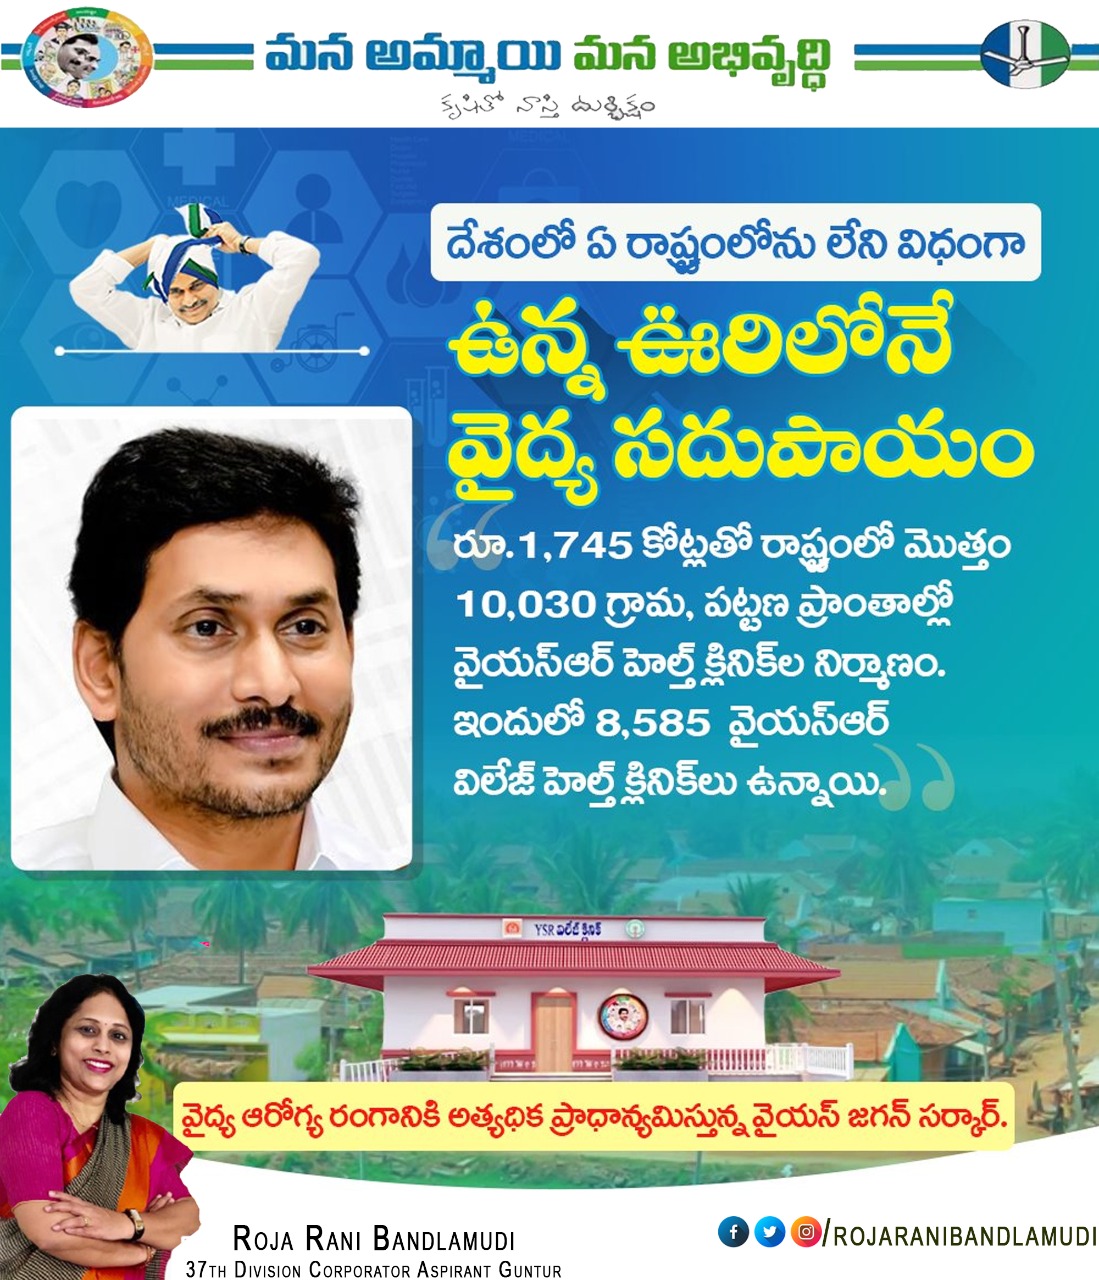 మన అమ్మాయి మన అభివృద్ధి
కృషితో నాస్తి దుర్భిక్షం
MEDICAL
MEDICAL
దేశంలో ఏ రాష్ట్రంలోను లేని విధంగా
ఉన్న ఊరిలోనే
వైద్య సదుపాయం
“రూ.1,745 కోట్లతో రాష్ట్రంలో మొత్తం
10,030 గ్రామ, పట్టణ ప్రాంతాల్లో
వైయస్ఆర్ హెల్త్ క్లినిక్‌ల నిర్మాణం.
ఇందులో 8,585 వైయస్ఆర్
విలేజ్ హెల్త్ క్లినిక్‌లు ఉన్నాయి.”
YSR విలేజ్ క్లినిక్
వైద్య ఆరోగ్య రంగానికి అత్యధిక ప్రాధాన్యమిస్తున్న వైయస్ జగన్ సర్కార్.
ROJA RANI BANDLAMUDI
37TH DIVISION CORPORATOR ASPIRANT GUNTUR
/ROJARANIBANDLAMUDI